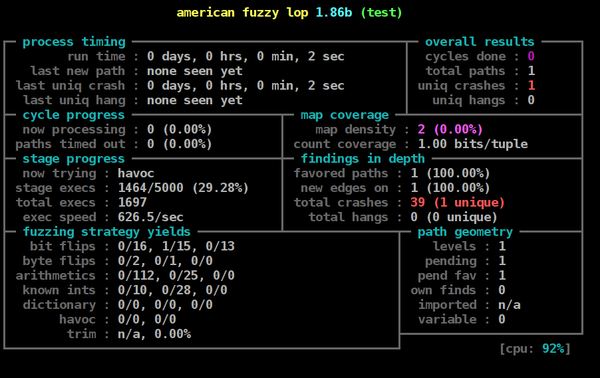 american fuzzy lop 1.86b (test)
process timing overall results
run time : 0 days, 0 hrs, 0 min, 2 sec cycles done : 0
last new path : none seen yet total paths : 1
last uniq crash : 0 days, 0 hrs, 0 min, 2 sec uniq crashes : 1
last uniq hang : none seen yet uniq hangs : 0
cycle progress map coverage
now processing : 0 (0.00%) map density : 2 (0.00%)
paths timed out : 0 (0.00%) count coverage : 1.00 bits/tuple
stage progress findings in depth
now trying : havoc favored paths : 1 (100.00%)
stage execs : 1464/5000 (29.28%) new edges on : 1 (100.00%)
total execs : 1697 total crashes : 39 (1 unique)
exec speed : 626.5/sec total hangs : 0 (0 unique)
fuzzing strategy yields path geometry
bit flips : 0/16, 1/15, 0/13 levels : 1
byte flips : 0/2, 0/1, 0/0 pending : 1
arithmetics : 0/112, 0/25, 0/0 pend fav : 1
known ints : 0/10, 0/28, 0/0 own finds : 0
dictionary : 0/0, 0/0, 0/0 imported : n/a
havoc : 0/0, 0/0 variable : 0
trim : n/a, 0.00%
[cpu: 92%]